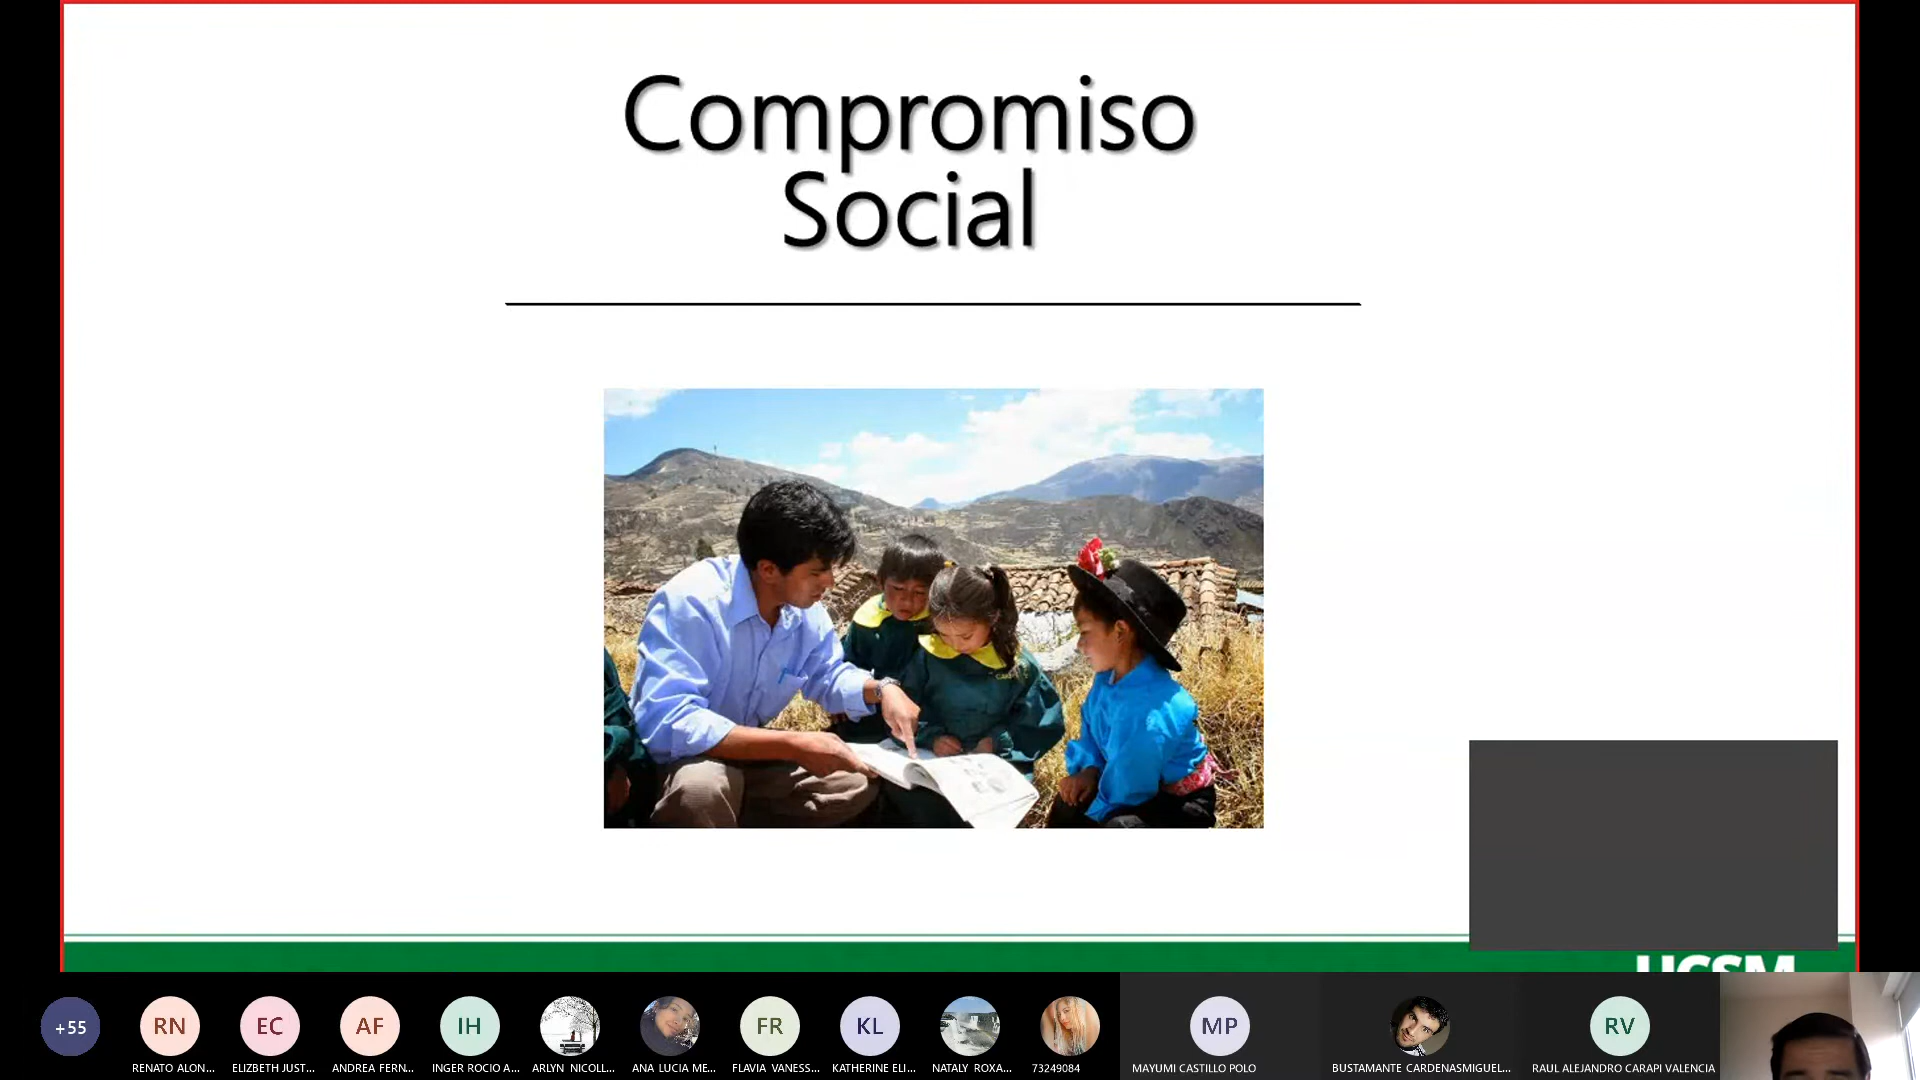 Compromiso
Social
UCSM
+55
RN
EC
AF
IH
FR
KL
MP
RV
RENATO ALON...
ELIZBETH JUST...
ANDREA FERN...
INGER ROCIO A...
ARLYN NICOLL...
ANA LUCIA ME...
FLAVIA VANESS...
KATHERINE ELI...
NATALY ROXA...
73249084
MAYUMI CASTILLO POLO
BUSTAMANTE CARDENASMIGUEL...
RAUL ALEJANDRO CARAPI VALENCIA